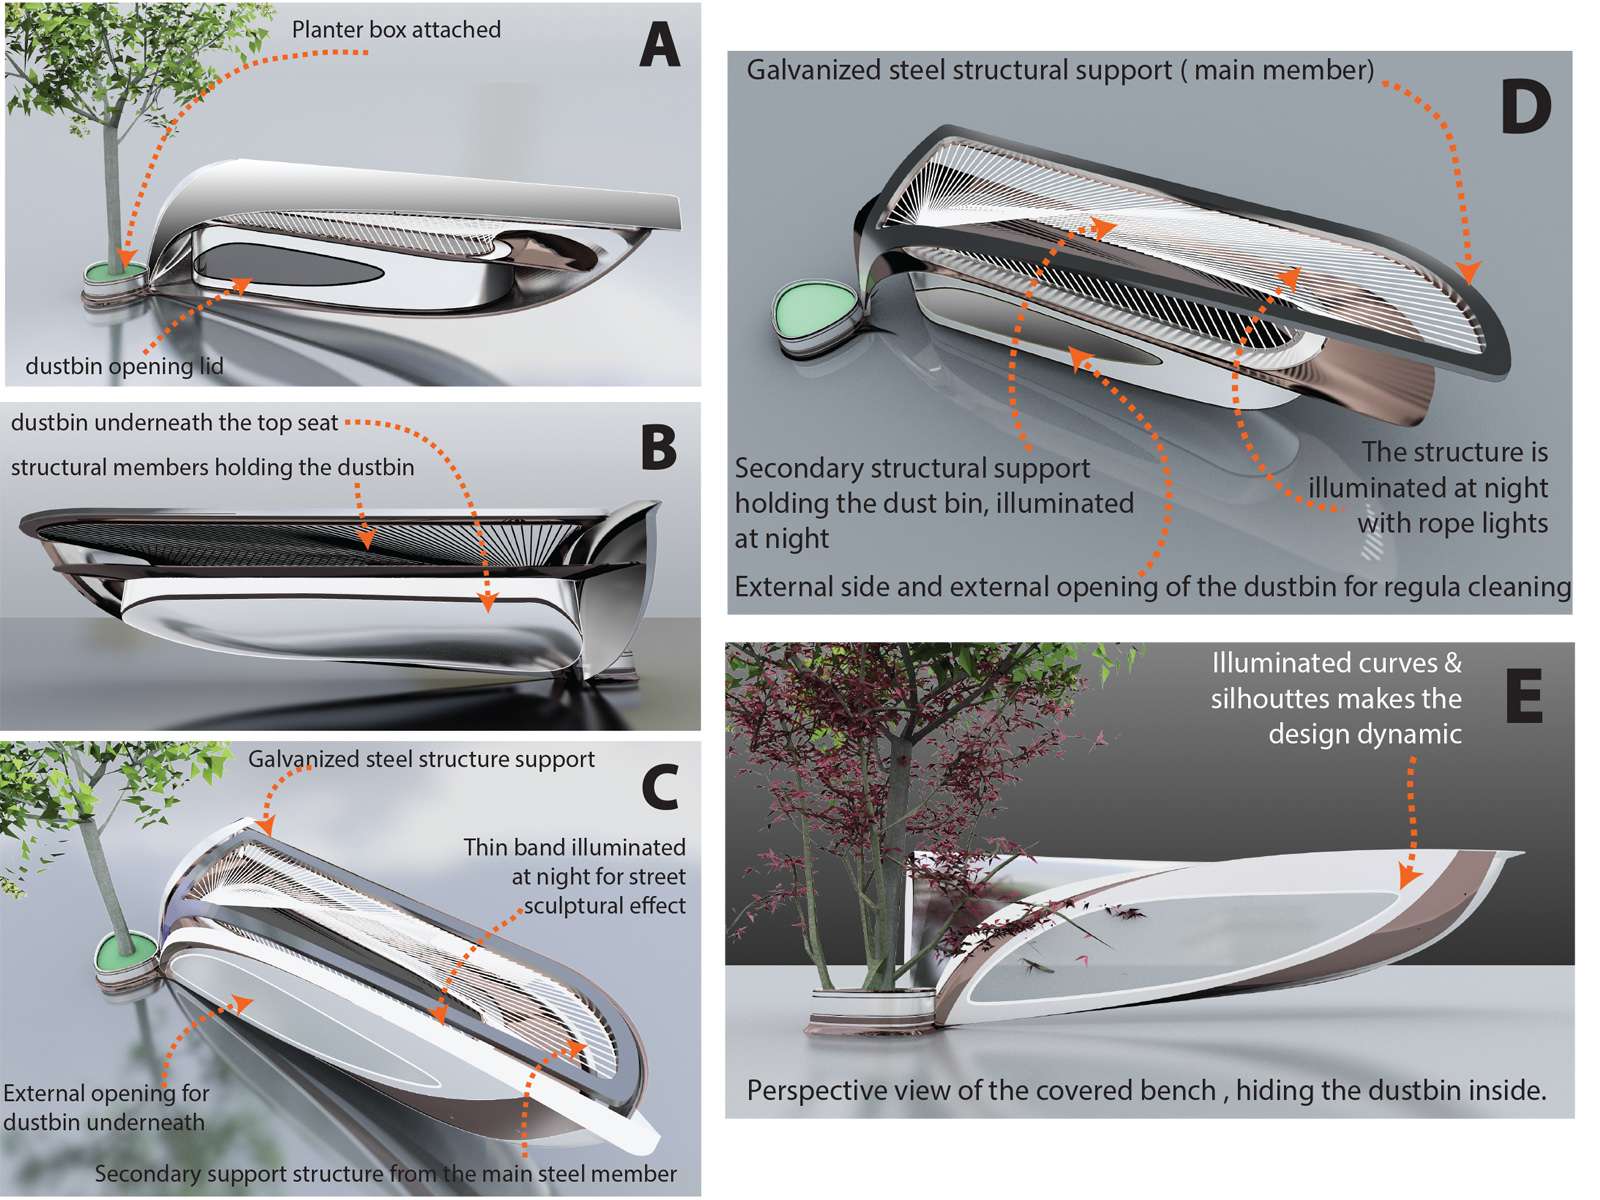 A
Planter box attached
dustbin opening lid
B
dustbin underneath the top seat
structural members holding the dustbin
C
Galvanized steel structure support
Thin band illuminated
at night for street
sculptural effect
External opening for
dustbin underneath
Secondary support structure from the main steel member
D
Galvanized steel structural support ( main member)
Secondary structural support
holding the dust bin, illuminated
at night
The structure is
illuminated at night
with rope lights
External side and external opening of the dustbin for regula cleaning
E
Illuminated curves &
silhouttes makes the
design dynamic
Perspective view of the covered bench , hiding the dustbin inside.